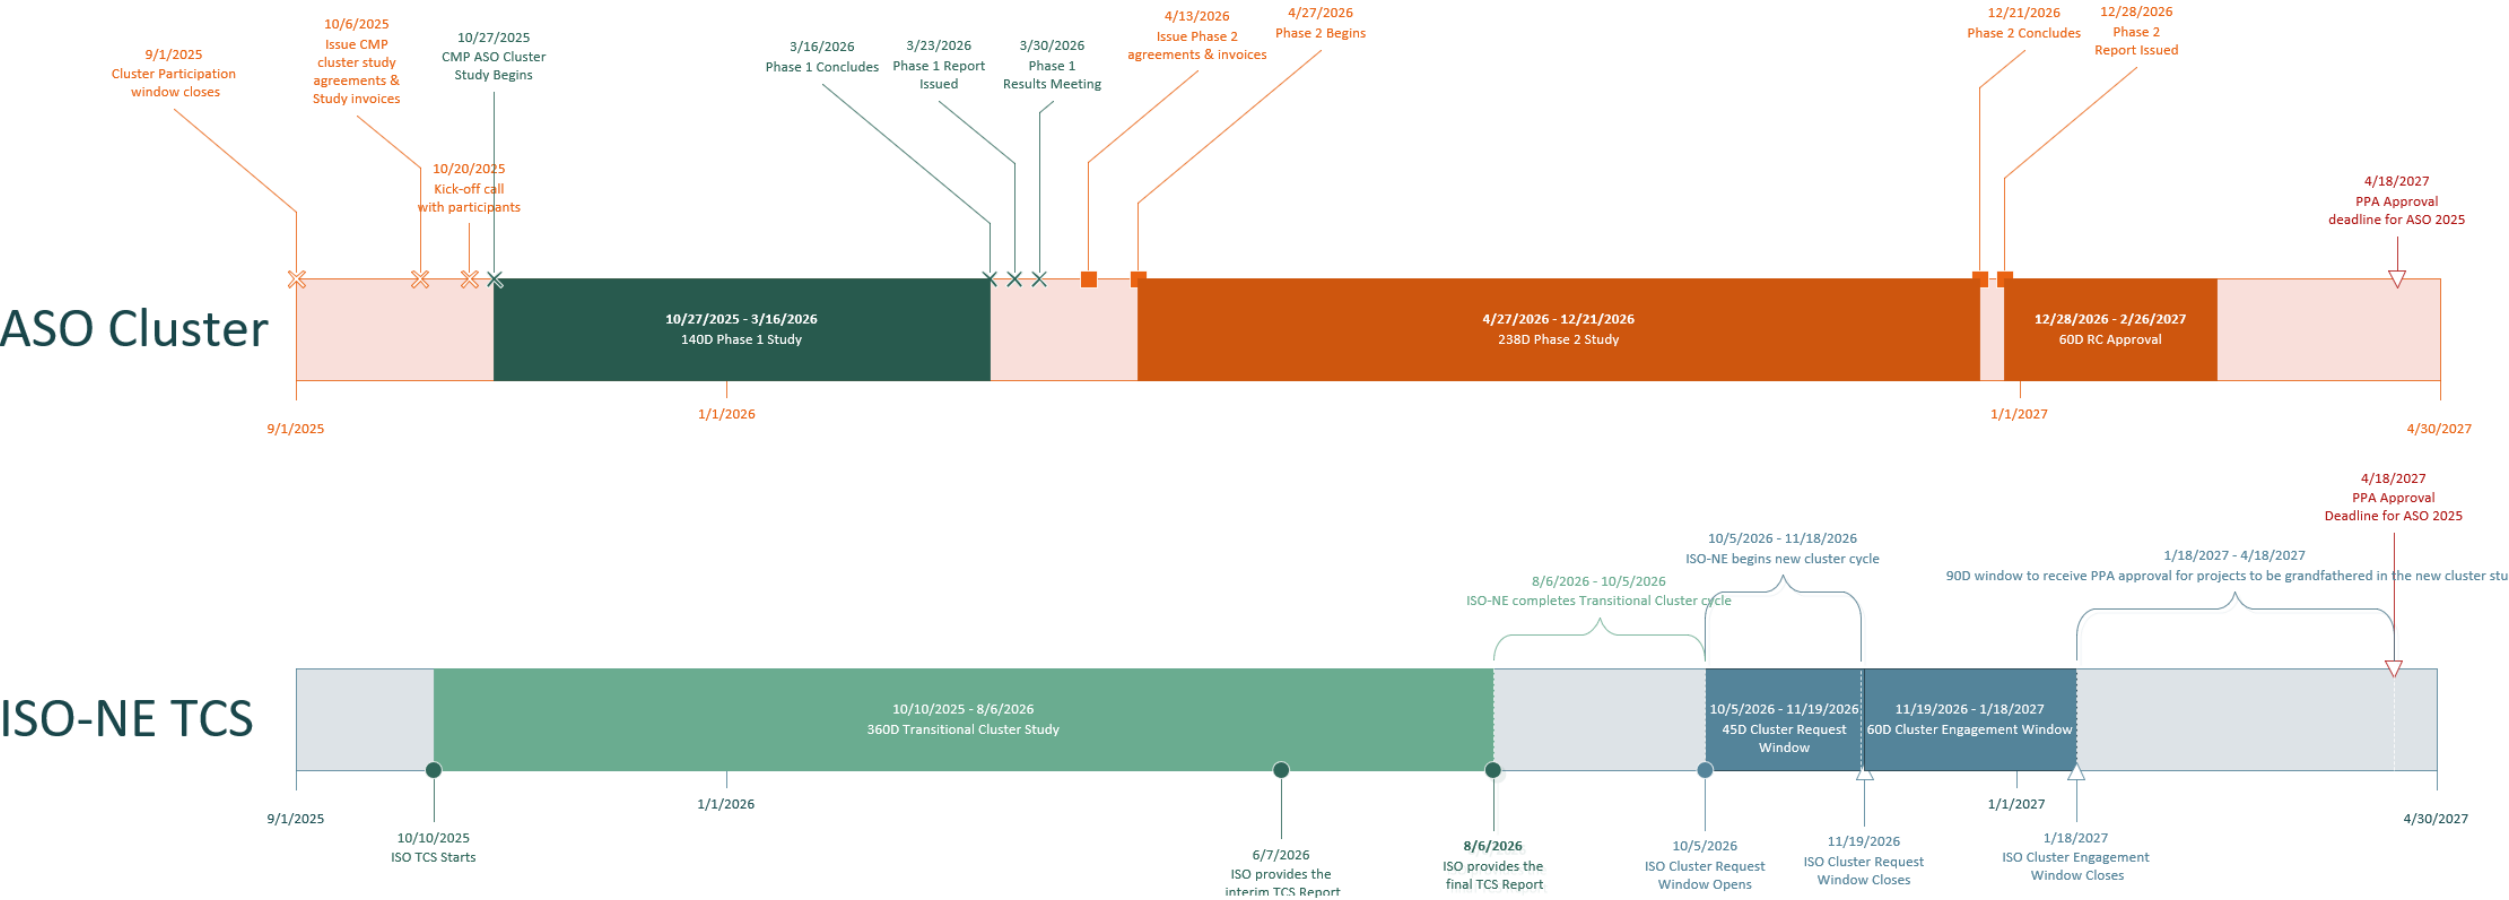 9/1/2025
Cluster Participation
window closes
10/6/2025
Issue CMP
cluster study
agreements &
Study invoices
10/20/2025
Kick-off call
with participants
10/27/2025
CMP ASO Cluster
Study Begins
3/16/2026
Phase 1 Concludes
3/23/2026
Phase 1 Report
Issued
3/30/2026
Phase 1
Results Meeting
4/13/2026
Issue Phase 2
agreements & invoices
4/27/2026
Phase 2 Begins
12/21/2026
Phase 2 Concludes
12/28/2026
Phase 2
Report Issued
4/18/2027
PPA Approval
deadline for ASO 2025
ASO Cluster
10/27/2025 - 3/16/2026
140D Phase 1 Study
4/27/2026 - 12/21/2026
238D Phase 2 Study
12/28/2026 - 2/26/2027
60D RC Approval
9/1/2025
1/1/2026
1/1/2027
4/30/2027
8/6/2026 - 10/5/2026
ISO-NE completes Transitional Cluster cycle
10/5/2026 - 11/18/2026
ISO-NE begins new cluster cycle
1/18/2027 - 4/18/2027
90D window to receive PPA approval for projects to be grandfathered in the new cluster stu
4/18/2027
PPA Approval
Deadline for ASO 2025
ISO-NE TCS
10/10/2025 - 8/6/2026
360D Transitional Cluster Study
10/5/2026 - 11/19/2026
45D Cluster Request
Window
11/19/2026 - 1/18/2027
60D Cluster Engagement Window
9/1/2025
1/1/2026
1/1/2027
4/30/2027
10/10/2025
ISO TCS Starts
6/7/2026
ISO provides the
interim TCS Report
8/6/2026
ISO provides the
final TCS Report
10/5/2026
ISO Cluster Request
Window Opens
11/19/2026
ISO Cluster Request
Window Closes
1/18/2027
ISO Cluster Engagement
Window Closes